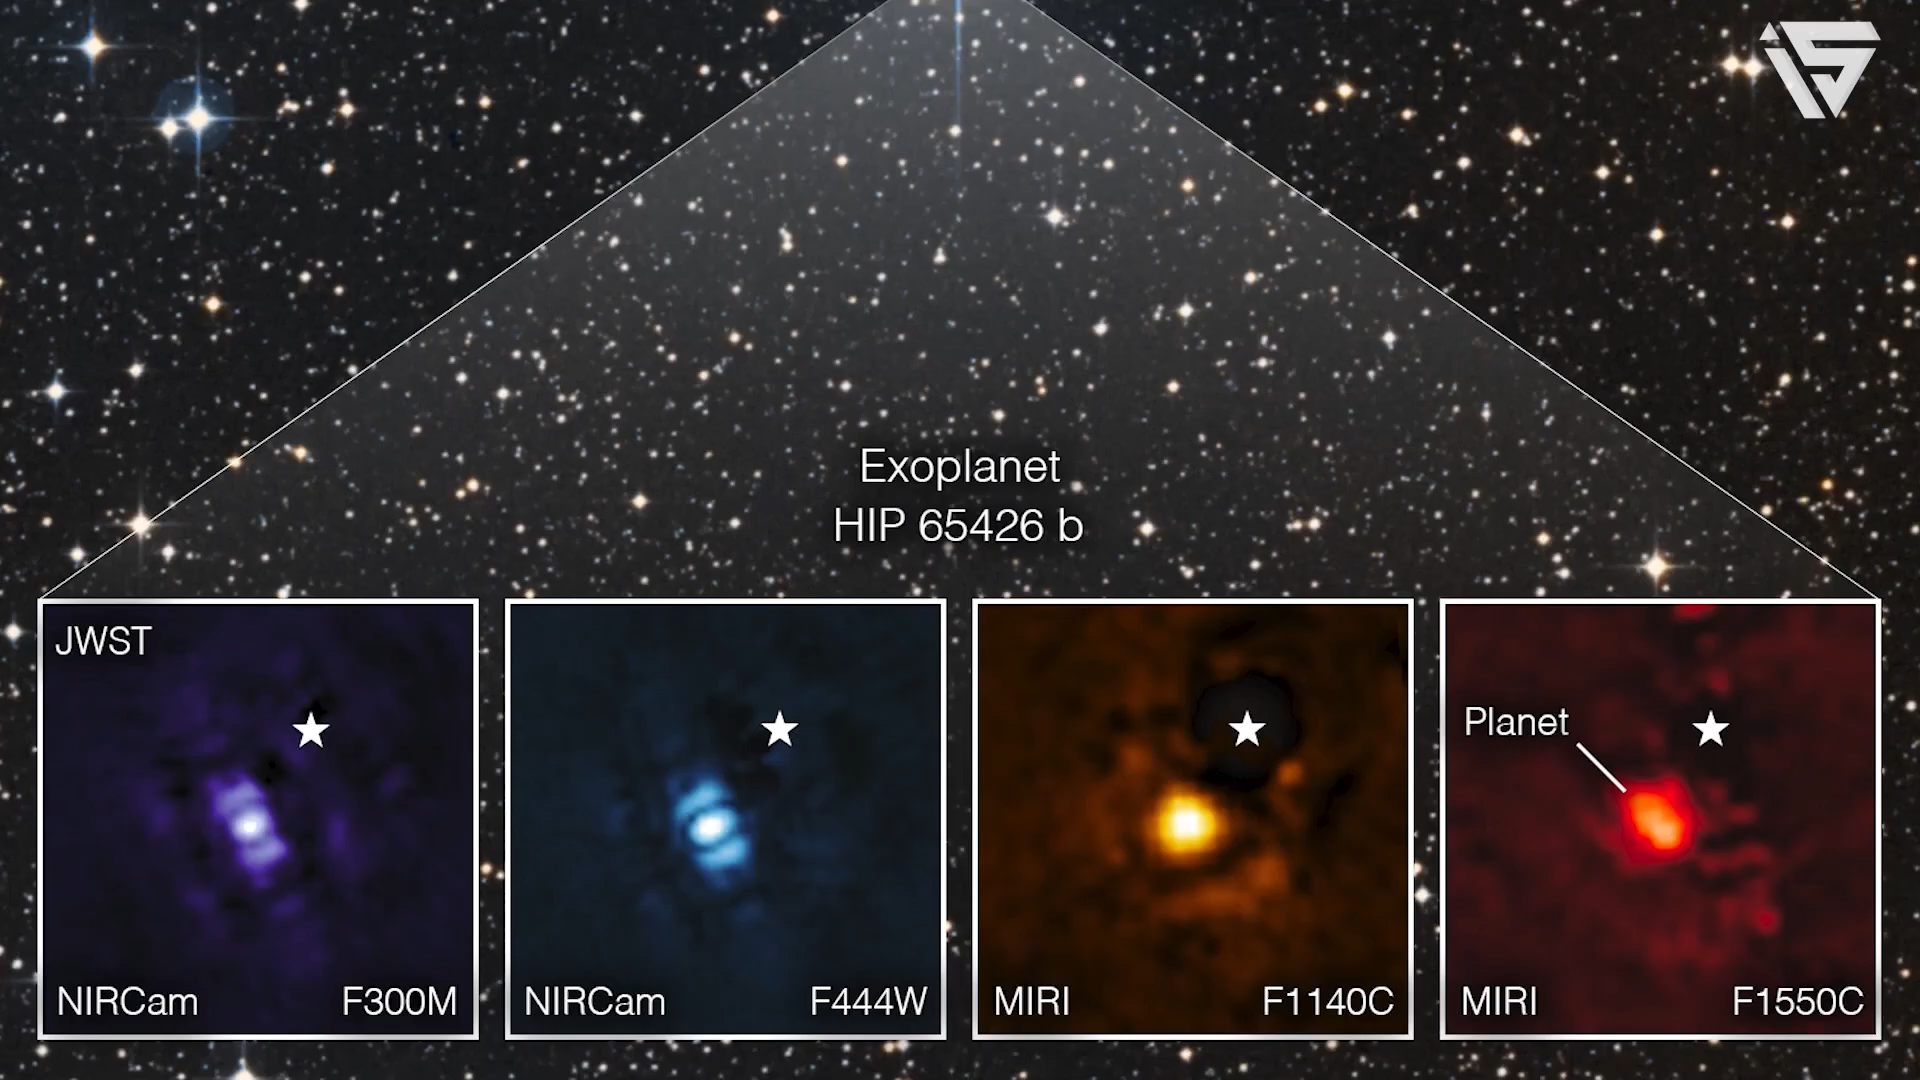 Exoplanet
HIP 65426 b
JWST
NIRCam F300M
NIRCam F444W
MIRI F1140C
Planet
MIRI F1550C